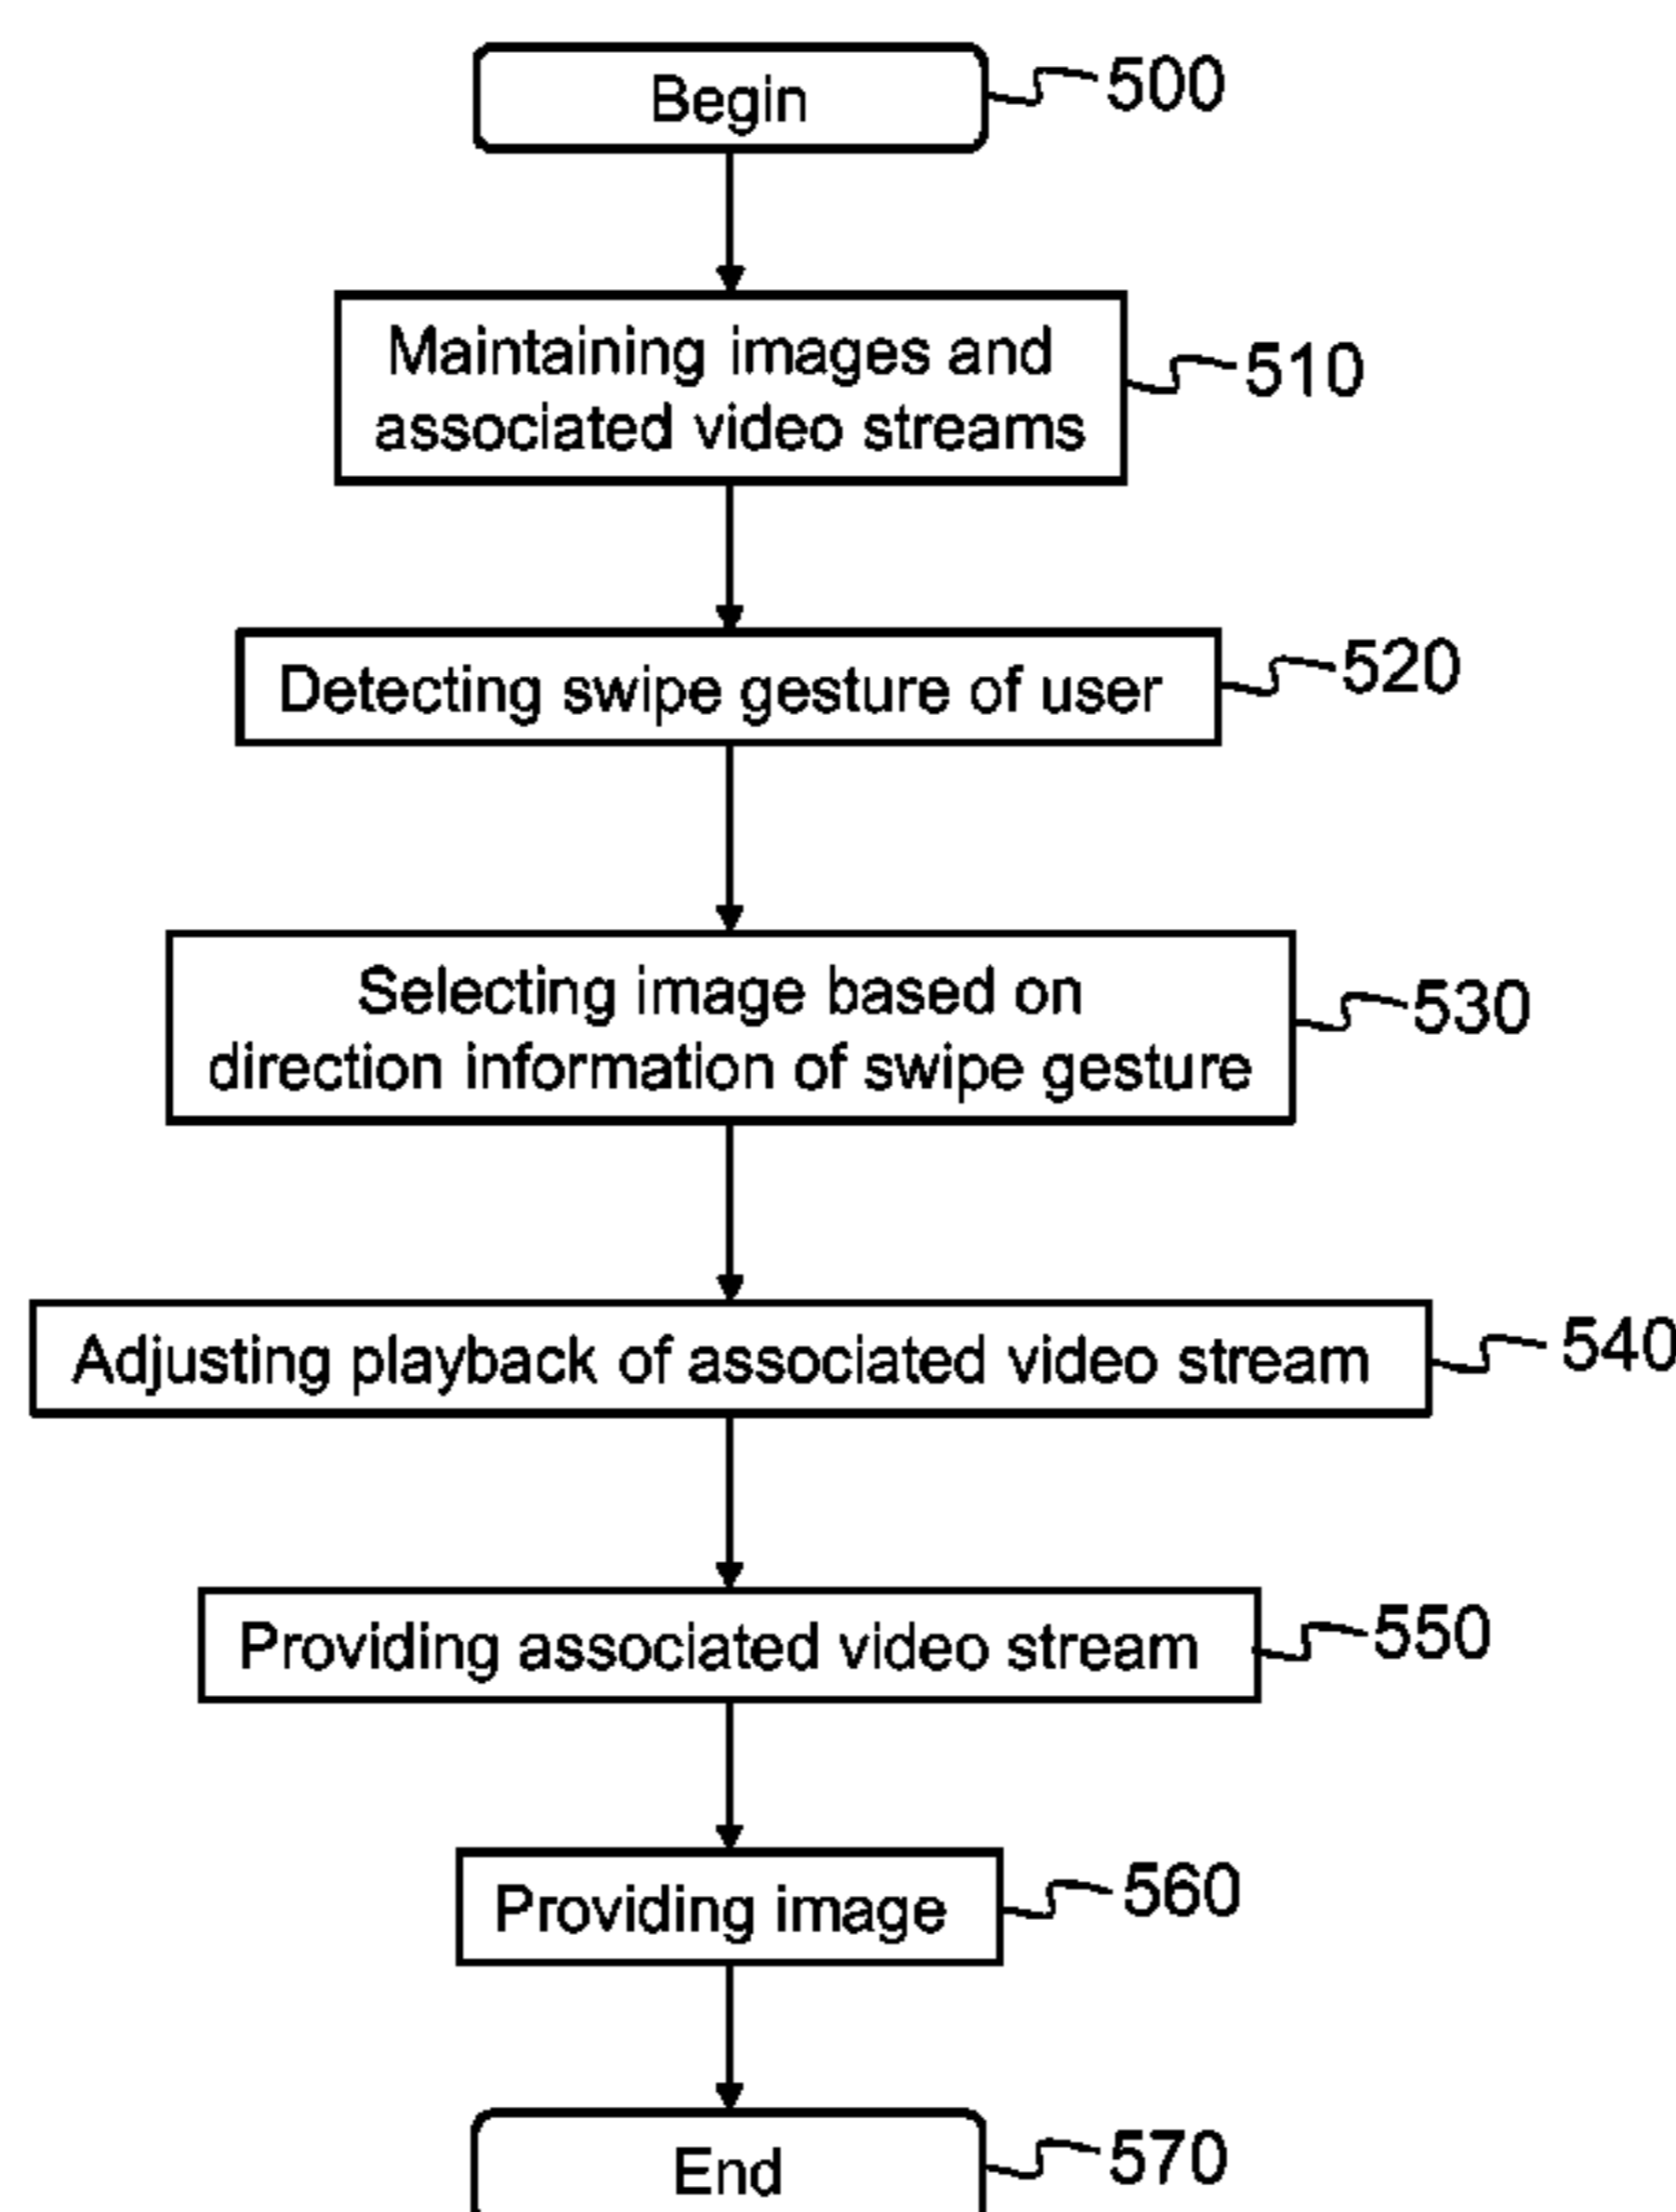 Begin
500
Maintaining images and
associated video streams
510
Detecting swipe gesture of user
520
Selecting image based on
direction information of swipe gesture
530
Adjusting playback of associated video stream
540
Providing associated video stream
550
Providing image
560
End
570